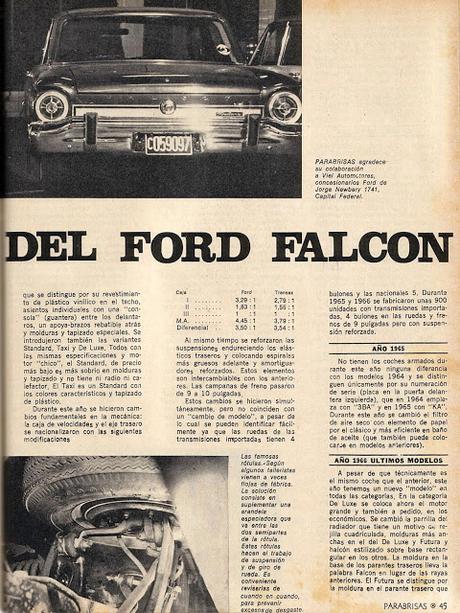 C059097
PARABRISAS agradece
su colaboración
a Viel Automotores,
concesionarios Ford de
Jorge Newbery 1741,
Capital Federal.
DEL FORD FALCON
que se distingue por su revestimien-
to de plástico vinílico en el techo,
asientos individuales con una "con-
sola" (guantera) entre los delante-
ros, un apoya-brazos rebatible atrás
y molduras y tapizado especiales. Se
introdujeron también las variantes
Standard, Taxi y De Luxe, Todos con
las mismas especificaciones y mo-
tor "chico", el Standard, de precio
más bajo es más sobrio en molduras
y tapizado y no tiene ni radio ni ca-
lefactor. El Taxi es un Standard con
los colores característicos y tapizado
de plástico.
Durante este año se hicieron cam-
bios fundamentales en la mecánica:
la caja de velocidades y el eje trasero
se nacionalizaron con las siguientes
modificaciones
Caja Ford Transax
I ....... 3,29 : 1 2,79 : 1
II ....... 1,83 : 1 1,55 : 1
III ....... 1 : 1 1 : 1
M.A. ....... 4,45 : 1 3,79 : 1
Diferencial . 3,50 : 1 3,54 : 1
Al mismo tiempo se reforzaron las
suspensiones endureciendo los elás-
ticos traseros y colocando espirales
más gruesos adelante y amortigua-
dores reforzados. Estos elementos
son intercambiables con los anterio-
res. Las campanas de freno pasaron
de 9 a 10 pulgadas.
Estos cambios se hicieron simultá-
neamente, pero no coinciden con
un "cambio de modelo", a pesar de
lo cual se pueden identificar fácil-
mente ya que las ruedas de las
transmisiones importadas tienen 4
bulones y las nacionales 5. Durante
1965 y 1966 se fabricaron unas 900
unidades con transmisiones importa-
das, 4 bulones en las ruedas y fre-
nos de 9 pulgadas pero con suspen-
sión reforzada.
AÑO 1965
No tienen los coches armados du-
rante este año ninguna diferencia
con los modelos 1964 y se distin-
guen únicamente por su numeración
de serie (placa en la puerta delan-
tera izquierda), que en 1964 empie-
za con "3BA" y en 1965 con "KA".
Durante este año se cambió el filtro
de aire seco con elemento de papel
por el clásico y más eficiente en baño
de aceite (que también puede colo-
carse en modelos anteriores).
AÑO 1966 ULTIMOS MODELOS
A pesar de que técnicamente es
el mismo coche que el anterior, este
año tenemos un nuevo "modelo" en
todas las categorías. En la categoría
De Luxe se coloca ahora el motor
grande y también a pedido, en los
económicos. Se cambió la parrilla del
radiador que tiene un motivo de re-
jilla cuadriculada, molduras más an-
chas en el del De Luxe y Futura y
halcón estilizado sobre base rectan-
gular en los otros. La moldura en la
base de los parantes traseros lleva la
palabra Falcon en lugar de las rayas
anteriores. El Futura se distingue por
la moldura en el parante trasero que
Las famosas
rótulas.-Según
algunos talleristas
vienen a veces
flojas de fábrica.
La solución
consiste en
suplementar una
arandela
espaciadora que
va entre las
dos semipartes
de la rótula.
Estas rótulas
hacen el trabajo
de suspensión
y de giro de
rueda. Es
conveniente
revisarlas de
cuando en cuando,
para prevenir
excesos de desgaste.
PARABRISAS ® 45